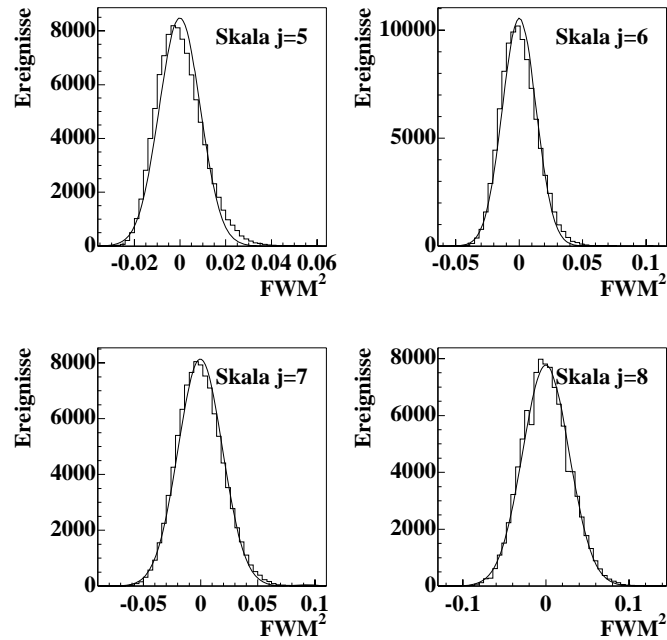 Ereignisse
Skala j=5
8000
6000
4000
2000
0
-0.02 0 0.02 0.04 0.06
FWM²
Ereignisse
Skala j=6
10000
5000
0
-0.05 0 0.05 0.1
FWM²
Ereignisse
Skala j=7
8000
6000
4000
2000
0
-0.05 0 0.05 0.1
FWM²
Ereignisse
Skala j=8
8000
6000
4000
2000
0
-0.1 0 0.1
FWM²